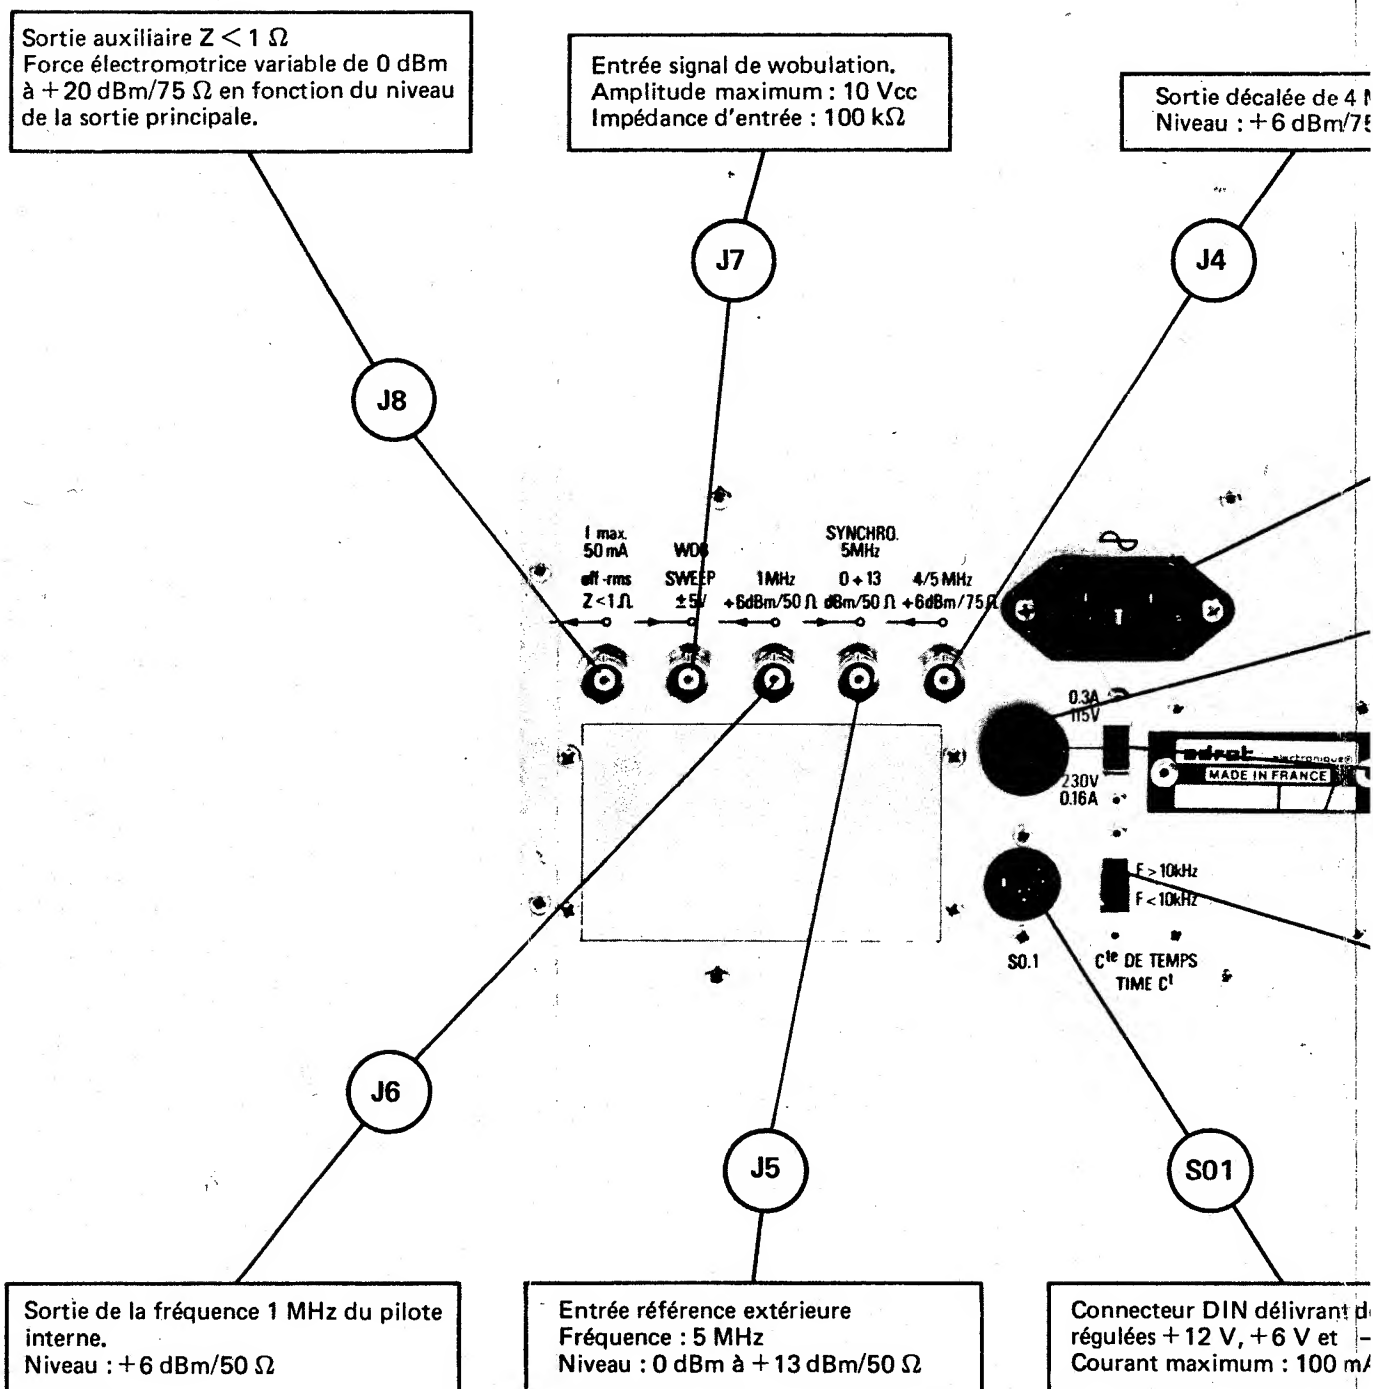 Sortie auxiliaire Z < 1 Ω
Force électromotrice variable de 0 dBm
à +20 dBm/75 Ω en fonction du niveau
de la sortie principale.
Entrée signal de wobulation.
Amplitude maximum : 10 Vcc
Impédance d'entrée : 100 kΩ
Sortie décalée de 4
Niveau : +6 dBm/75
J7
J4
J8
I max.
50 mA
eff-rms
Z<1Ω
SWEEP
±5V
1MHz
+6dBm/50 Ω
SYNCHRO.
5MHz
0 +13
dBm/50 Ω
4/5 MHz
+6dBm/75Ω
0.3A
115V
230V
0.16A
adret
electronique
MADE IN FRANCE
F>10kHz
F<10kHz
S0.1
Cte DE TEMPS
TIME Ct
J6
J5
S01
Sortie de la fréquence 1 MHz du pilote
interne.
Niveau : +6 dBm/50 Ω
Entrée référence extérieure
Fréquence : 5 MHz
Niveau : 0 dBm à +13 dBm/50 Ω
Connecteur DIN délivrant
régulées +12 V, +6 V et
Courant maximum : 100